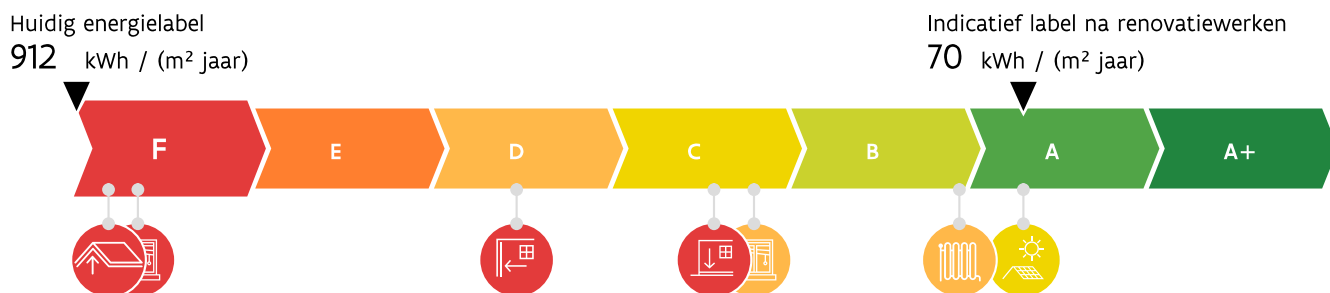 Huidig energielabel
912 kWh / (m² jaar)
Indicatief label na renovatiewerken
70 kWh / (m² jaar)
F E D C B A A+